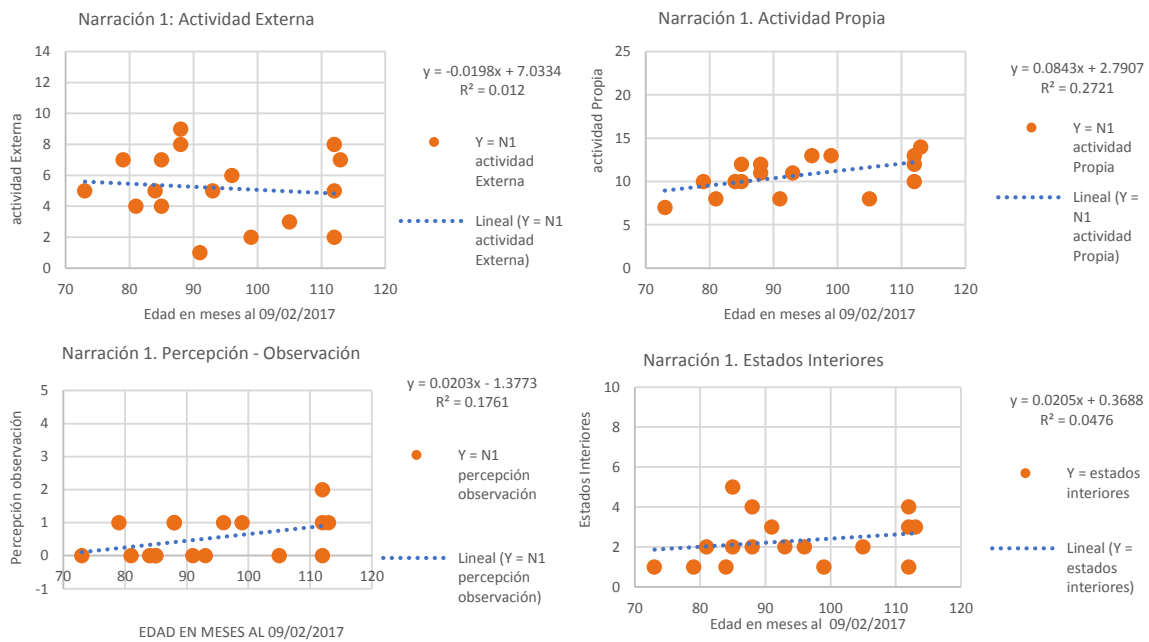 Narración 1: Actividad Externa
14
12
10
8
6
4
2
0
actividad Externa
70 80 90 100 110 120
Edad en meses al 09/02/2017
y = -0.0198x + 7.0334
R² = 0.012
Y = N1
actividad
Externa
Lineal (Y = N1
actividad
Externa)
Narración 1. Actividad Propia
25
20
15
10
5
0
actividad Propia
70 80 90 100 110 120
Edad en meses al 09/02/2017
y = 0.0843x + 2.7907
R² = 0.2721
Y = N1
actividad
Propia
Lineal (Y =
N1
actividad
Propia)
Narración 1. Percepción - Observación
5
4
3
2
1
0
-1
Percepción observación
70 80 90 100 110 120
EDAD EN MESES AL 09/02/2017
y = 0.0203x - 1.3773
R² = 0.1761
Y = N1
percepción
observación
Lineal (Y = N1
percepción
observación)
Narración 1. Estados Interiores
10
8
6
4
2
0
Estados Interiores
70 80 90 100 110 120
Edad en meses al 09/02/2017
y = 0.0205x + 0.3688
R² = 0.0476
Y = estados
interiores
Lineal (Y =
estados
interiores)